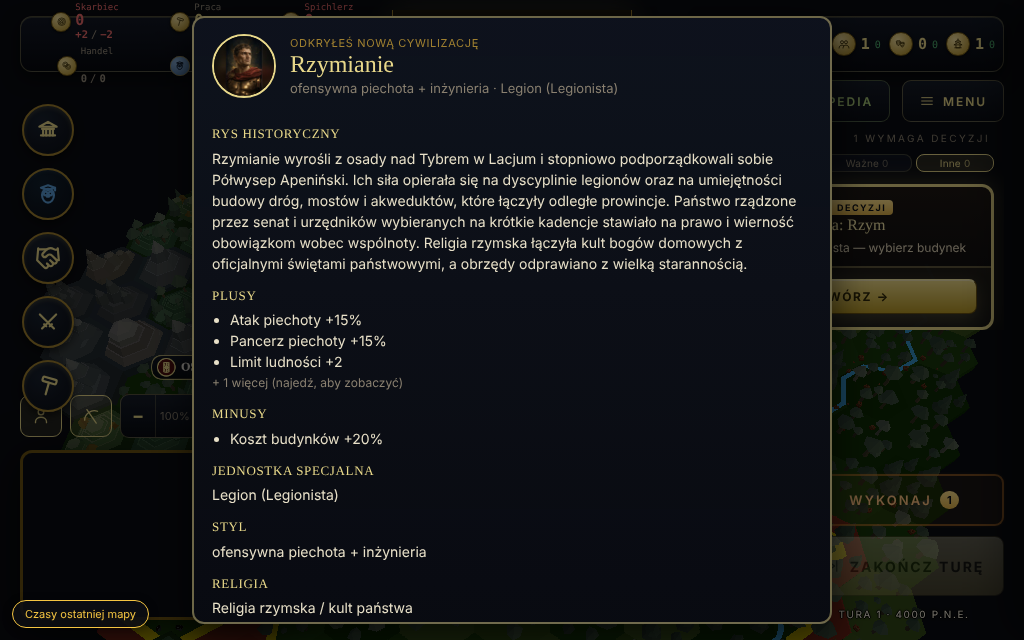 Skarbiec
Praca
Spichlerz
0
+2 / −2
Handel
0 / 0
1 0
0 0
1 0
PEDIA
MENU
1 WYMAGA DECYZJI
Ważne 0
Inne 0
DECYZJI
a: Rzym
sta — wybierz budynek
WÓRZ →
100%
WYKONAJ 1
ZAKOŃCZ TURĘ
TURA 1 · 4000 P.N.E.
Czasy ostatniej mapy
ODKRYŁEŚ NOWĄ CYWILIZACJĘ
Rzymianie
ofensywna piechota + inżynieria · Legion (Legionista)
RYS HISTORYCZNY
Rzymianie wyrośli z osady nad Tybrem w Lacjum i stopniowo podporządkowali sobie
Półwysep Apeniński. Ich siła opierała się na dyscyplinie legionów oraz na umiejętności
budowy dróg, mostów i akweduktów, które łączyły odległe prowincje. Państwo rządzone
przez senat i urzędników wybieranych na krótkie kadencje stawiało na prawo i wierność
obowiązkom wobec wspólnoty. Religia rzymska łączyła kult bogów domowych z
oficjalnymi świętami państwowymi, a obrzędy odprawiano z wielką starannością.
PLUSY
• Atak piechoty +15%
• Pancerz piechoty +15%
• Limit ludności +2
+ 1 więcej (najedź, aby zobaczyć)
MINUSY
• Koszt budynków +20%
JEDNOSTKA SPECJALNA
Legion (Legionista)
STYL
ofensywna piechota + inżynieria
RELIGIA
Religia rzymska / kult państwa